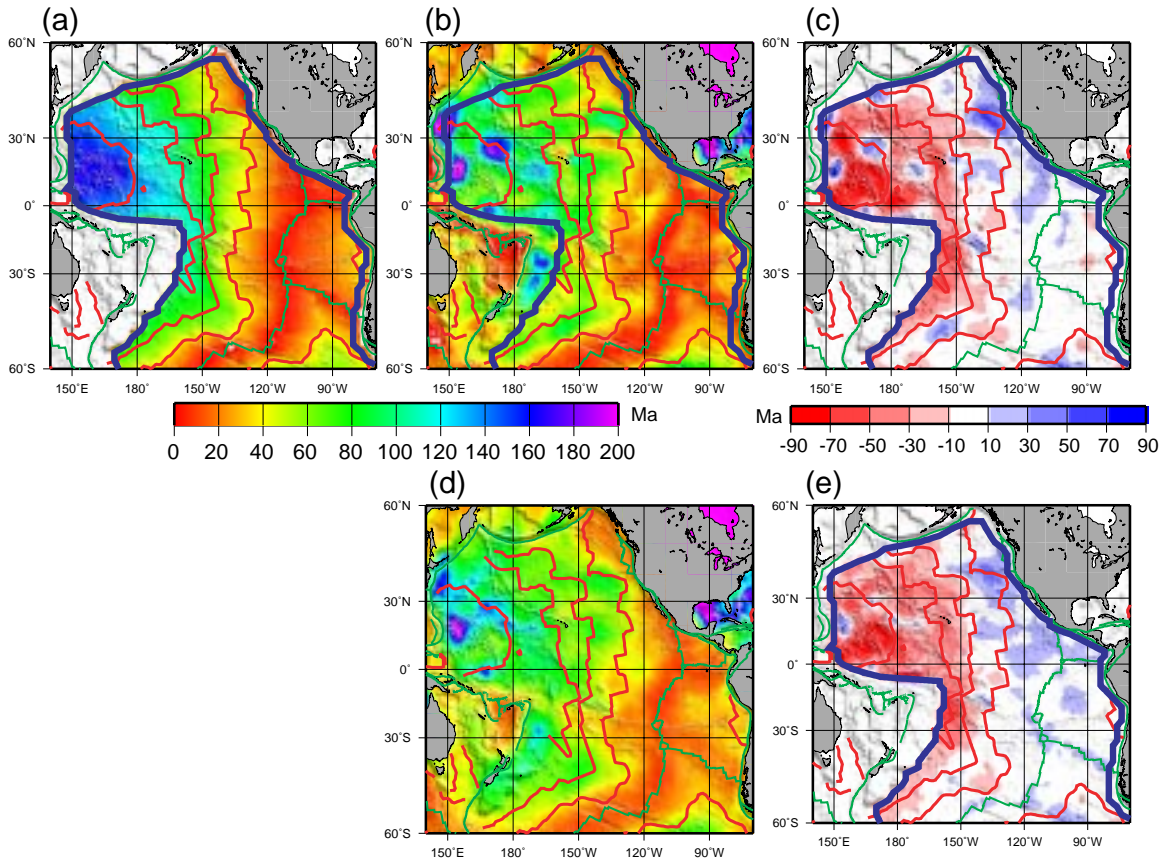 (a) (b) (c)
60˚N 60˚N 60˚N
30˚N 30˚N 30˚N
0˚ 0˚ 0˚
30˚S 30˚S 30˚S
60˚S 60˚S 60˚S
150˚E 180˚ 150˚W 120˚W 90˚W 150˚E 180˚ 150˚W 120˚W 90˚W 150˚E 180˚ 150˚W 120˚W 90˚W
Ma Ma
0 20 40 60 80 100 120 140 160 180 200 -90 -70 -50 -30 -10 10 30 50 70 90
(d) (e)
60˚N 60˚N
30˚N 30˚N
0˚ 0˚
30˚S 30˚S
60˚S 60˚S
150˚E 180˚ 150˚W 120˚W 90˚W 150˚E 180˚ 150˚W 120˚W 90˚W